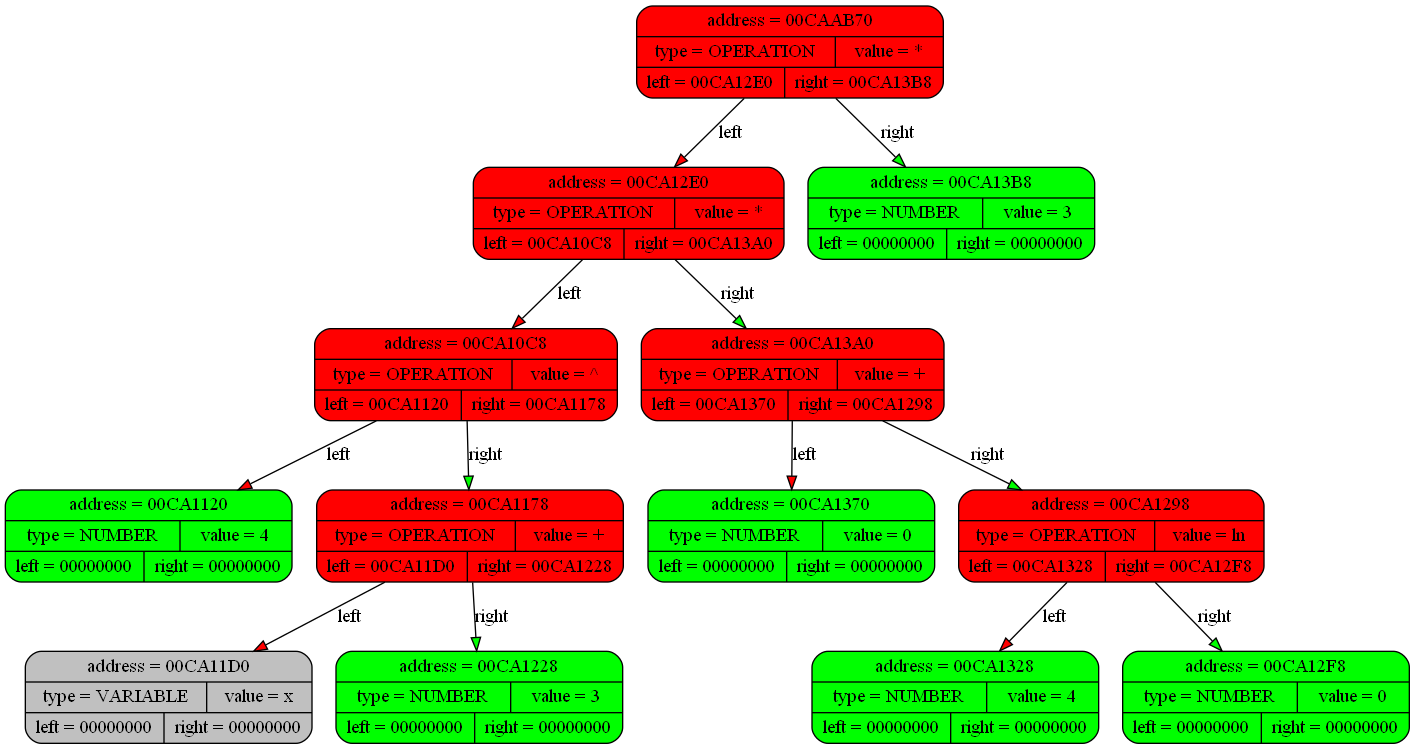 address = 00CAAB70
type = OPERATION value = *
left = 00CA12E0 right = 00CA13B8
left right
address = 00CA12E0
type = OPERATION value = *
left = 00CA10C8 right = 00CA13A0
address = 00CA13B8
type = NUMBER value = 3
left = 00000000 right = 00000000
left right
address = 00CA10C8
type = OPERATION value = ^
left = 00CA1120 right = 00CA1178
address = 00CA13A0
type = OPERATION value = +
left = 00CA1370 right = 00CA1298
left right left right
address = 00CA1120
type = NUMBER value = 4
left = 00000000 right = 00000000
address = 00CA1178
type = OPERATION value = +
left = 00CA11D0 right = 00CA1228
address = 00CA1370
type = NUMBER value = 0
left = 00000000 right = 00000000
address = 00CA1298
type = OPERATION value = ln
left = 00CA1328 right = 00CA12F8
left right left right
address = 00CA11D0
type = VARIABLE value = x
left = 00000000 right = 00000000
address = 00CA1228
type = NUMBER value = 3
left = 00000000 right = 00000000
address = 00CA1328
type = NUMBER value = 4
left = 00000000 right = 00000000
address = 00CA12F8
type = NUMBER value = 0
left = 00000000 right = 00000000